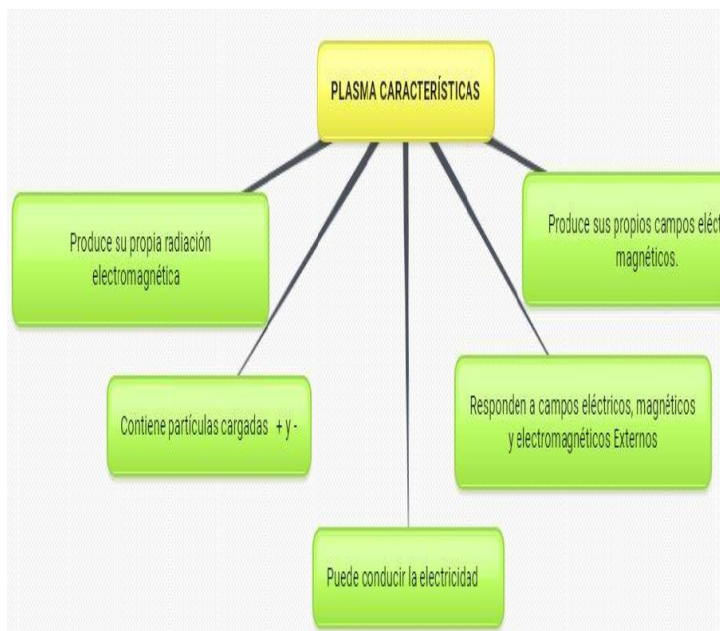 PLASMA CARACTERÍSTICAS
Produce su propia radiación
electromagnética
Produce sus propios campos eléct
magnéticos.
Contiene partículas cargadas + y -
Responden a campos eléctricos, magnéticos
y electromagnéticos Externos
Puede conducir la electricidad